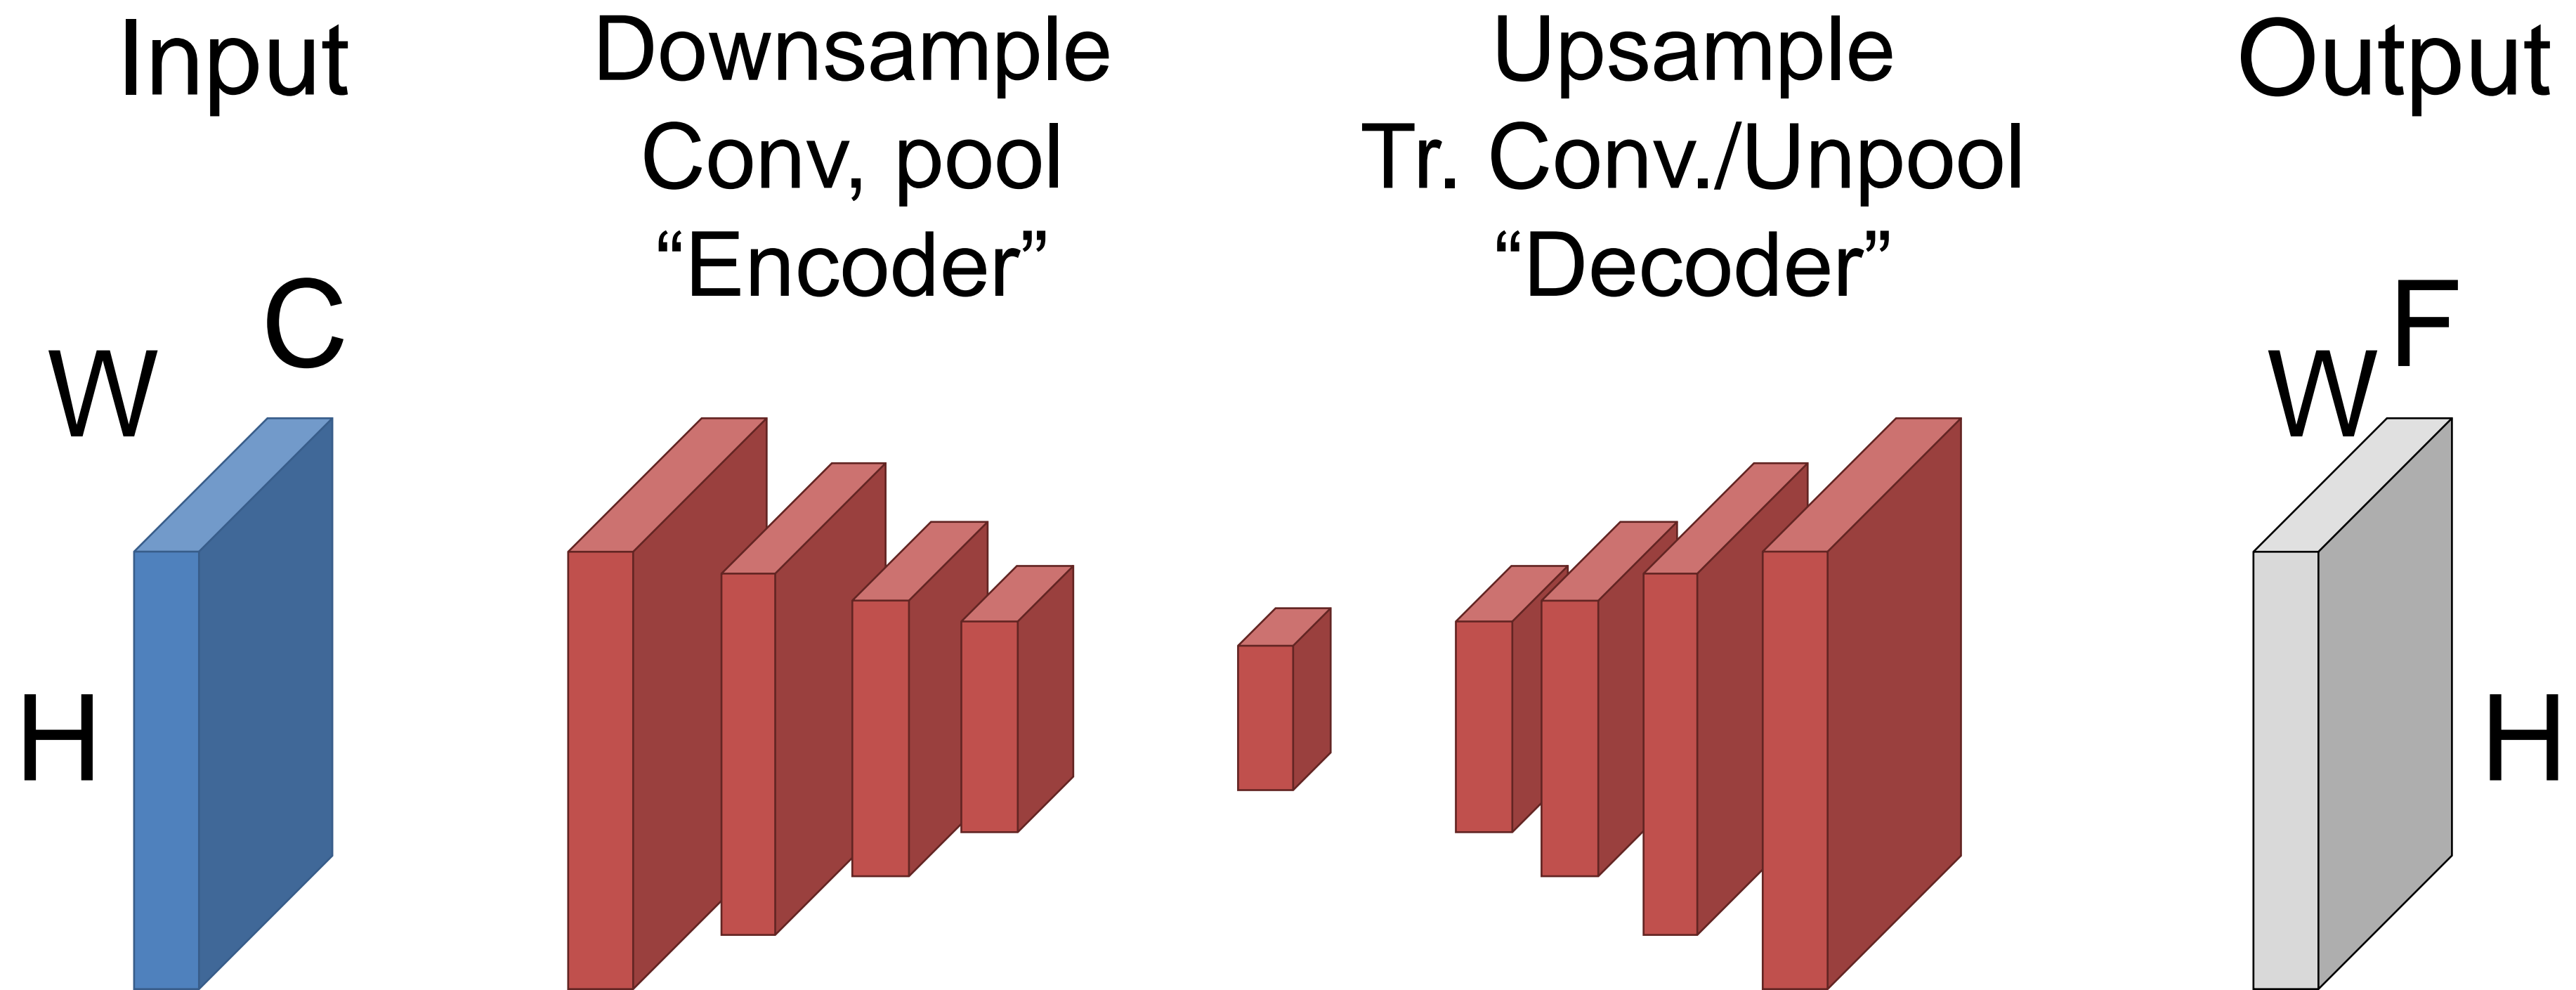 Input
Downsample
Conv, pool
“Encoder”
Upsample
Tr. Conv./Unpool
“Decoder”
Output
C
W
H
F
W
H